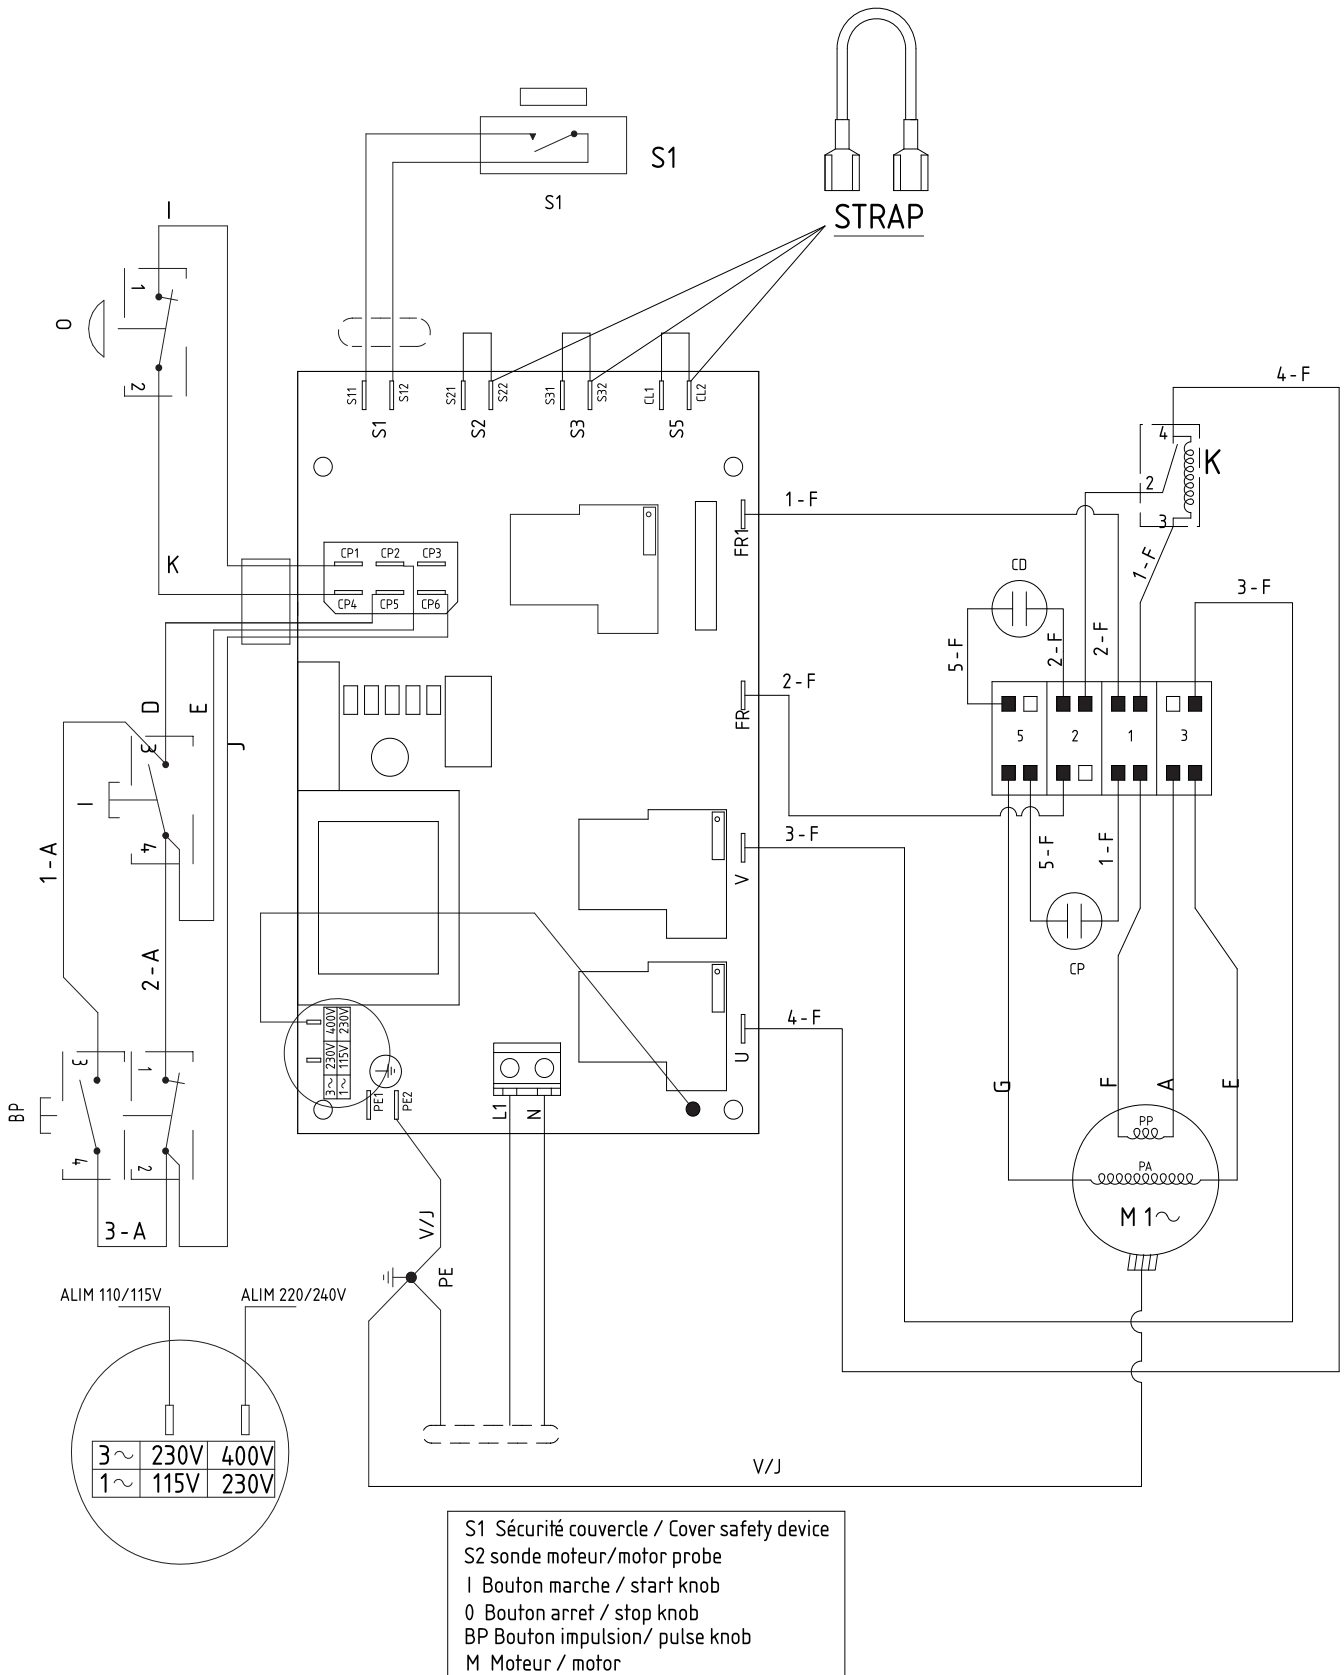 S1
S1
STRAP
I
1
O
2
S11
S12
S21
S22
S31
S32
CL1
CL2
S1
S2
S3
S5
4-F
4
K
2
3
1-F
FR1
1-F
K
CP1
CP2
CP3
CP4
CP5
CP6
CD
3-F
5-F
2-F
2-F
2-F
FR
D
E
J
3
I
4
5
2
1
3
1-A
3-F
V
5-F
1-F
CP
2-A
4-F
U
400V
230V
230V
115V
3~
1~
PE1
PE2
L1
N
3
1
BP
4
2
G
F
A
E
PP
PA
M 1~
3-A
V/J
PE
ALIM 110/115V
ALIM 220/240V
3~ 230V 400V
1~ 115V 230V
V/J
S1 Sécurité couvercle / Cover safety device
S2 sonde moteur/motor probe
I Bouton marche / start knob
O Bouton arret / stop knob
BP Bouton impulsion/ pulse knob
M Moteur / motor